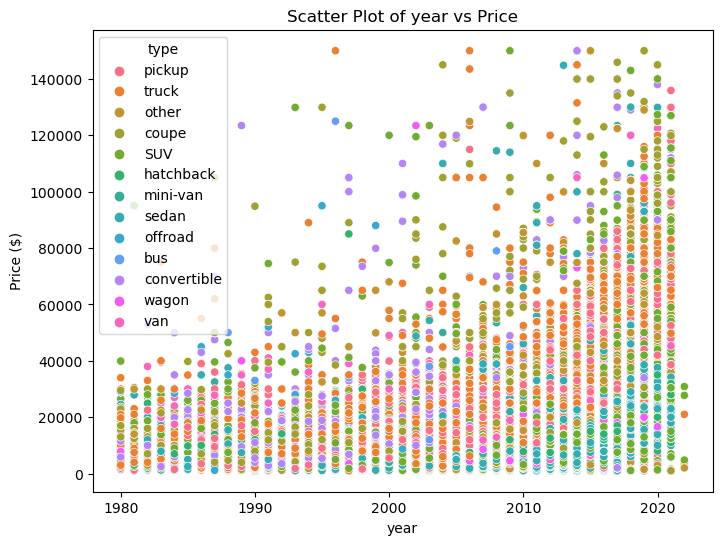 Scatter Plot of year vs Price
type
pickup
truck
other
coupe
SUV
hatchback
mini-van
sedan
offroad
bus
convertible
wagon
van
Price ($)
140000
120000
100000
80000
60000
40000
20000
0
1980
1990
2000
2010
2020
year